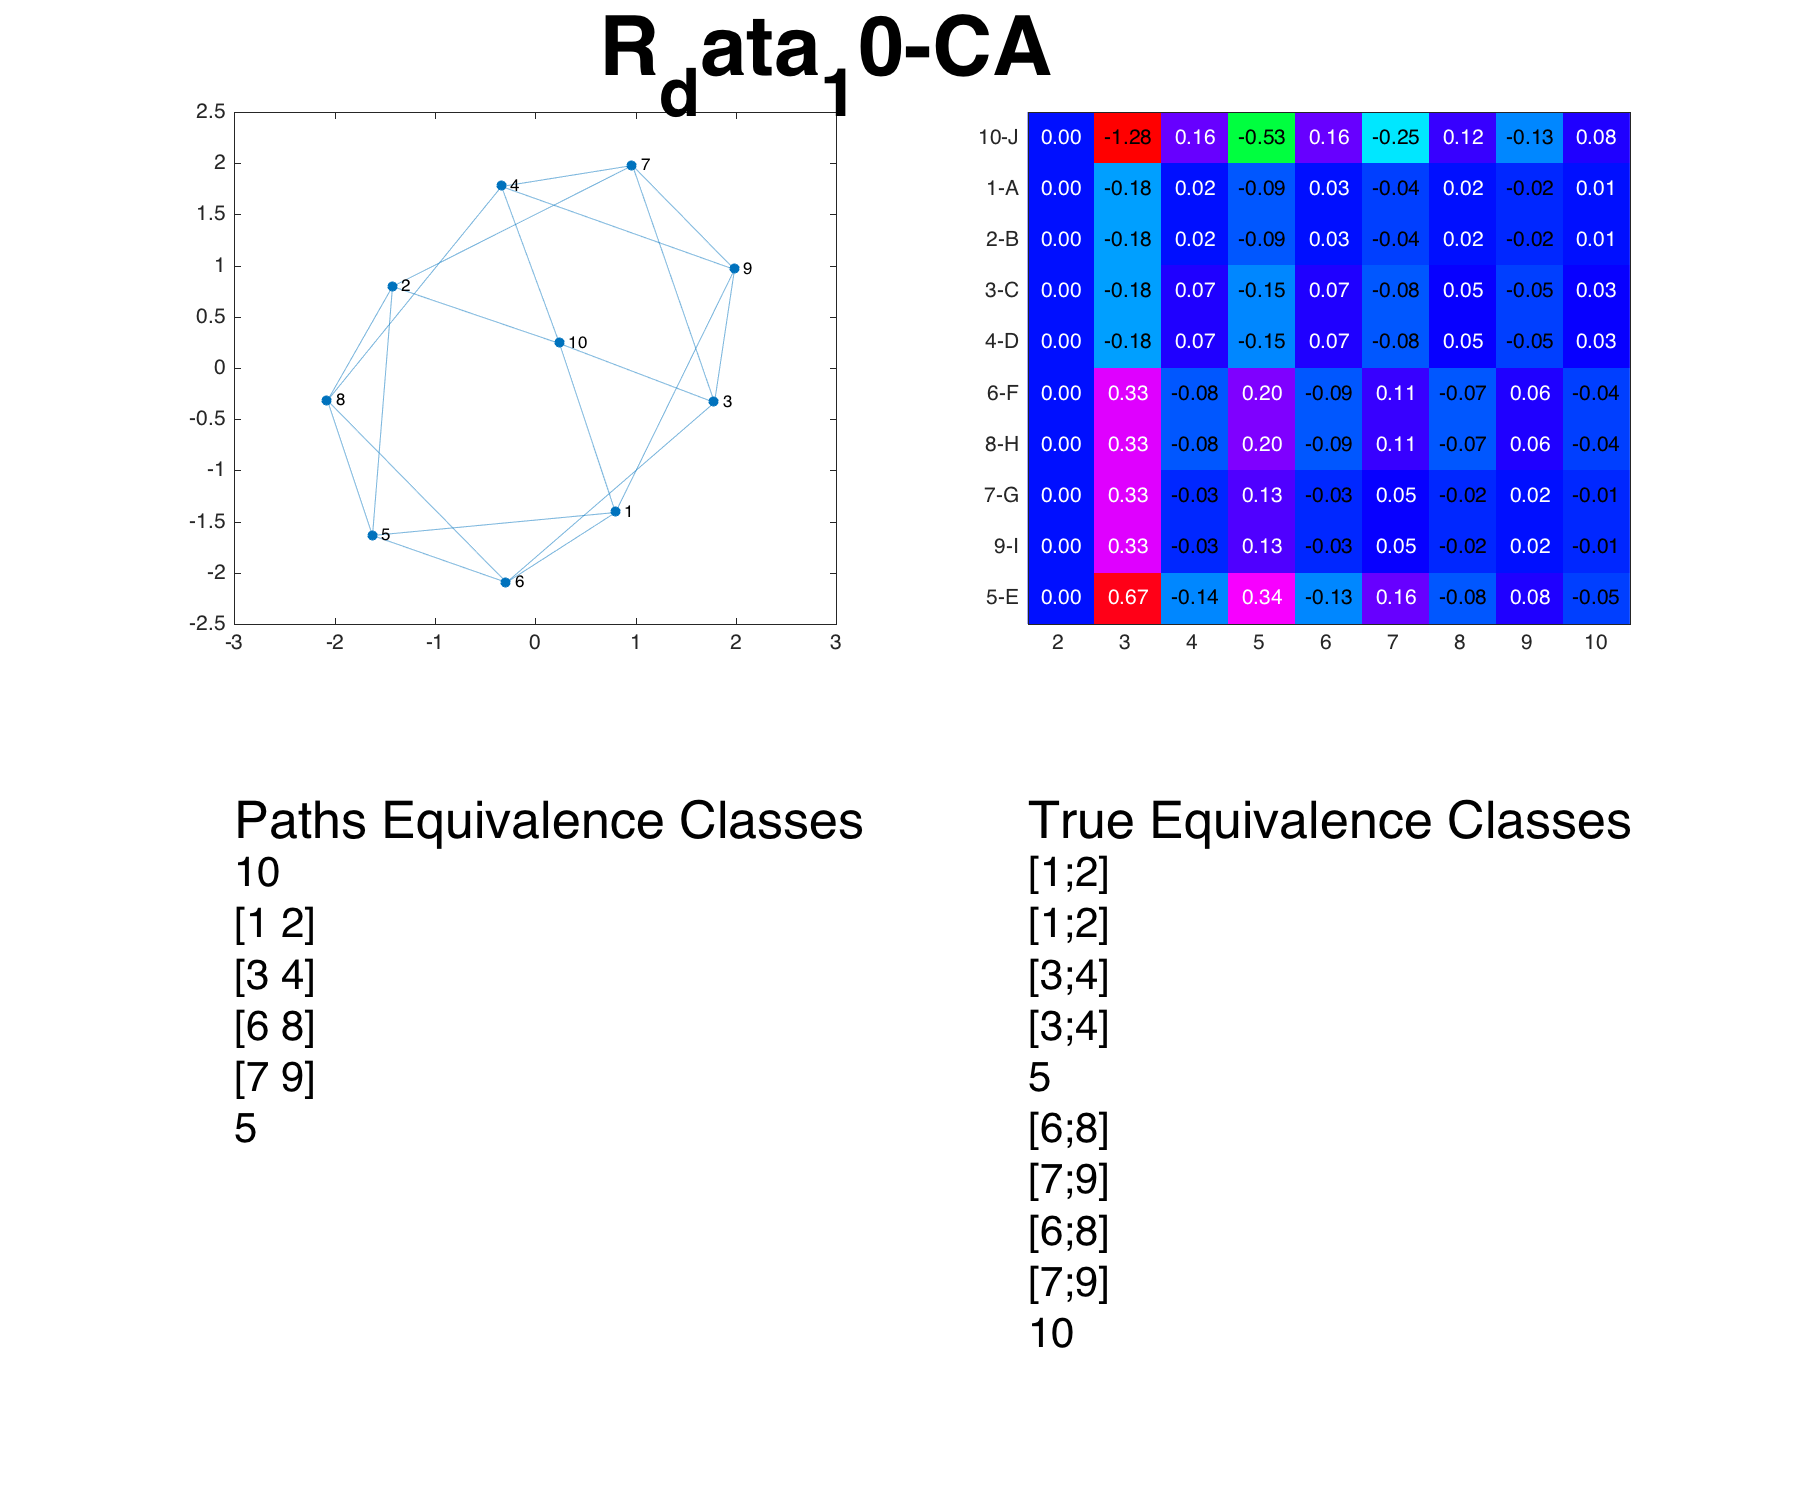 R_data_10-CA
2.5
2
1.5
1
0.5
0
-0.5
-1
-1.5
-2
-2.5
-3 -2 -1 0 1 2 3
7
4
9
2
10
8
3
1
5
6
10-J 0.00 -1.28 0.16 -0.53 0.16 -0.25 0.12 -0.13 0.08
1-A 0.00 -0.18 0.02 -0.09 0.03 -0.04 0.02 -0.02 0.01
2-B 0.00 -0.18 0.02 -0.09 0.03 -0.04 0.02 -0.02 0.01
3-C 0.00 -0.18 0.07 -0.15 0.07 -0.08 0.05 -0.05 0.03
4-D 0.00 -0.18 0.07 -0.15 0.07 -0.08 0.05 -0.05 0.03
6-F 0.00 0.33 -0.08 0.20 -0.09 0.11 -0.07 0.06 -0.04
8-H 0.00 0.33 -0.08 0.20 -0.09 0.11 -0.07 0.06 -0.04
7-G 0.00 0.33 -0.03 0.13 -0.03 0.05 -0.02 0.02 -0.01
9-I 0.00 0.33 -0.03 0.13 -0.03 0.05 -0.02 0.02 -0.01
5-E 0.00 0.67 -0.14 0.34 -0.13 0.16 -0.08 0.08 -0.05
2 3 4 5 6 7 8 9 10
Paths Equivalence Classes
10
[1 2]
[3 4]
[6 8]
[7 9]
5
True Equivalence Classes
[1;2]
[1;2]
[3;4]
[3;4]
5
[6;8]
[7;9]
[6;8]
[7;9]
10